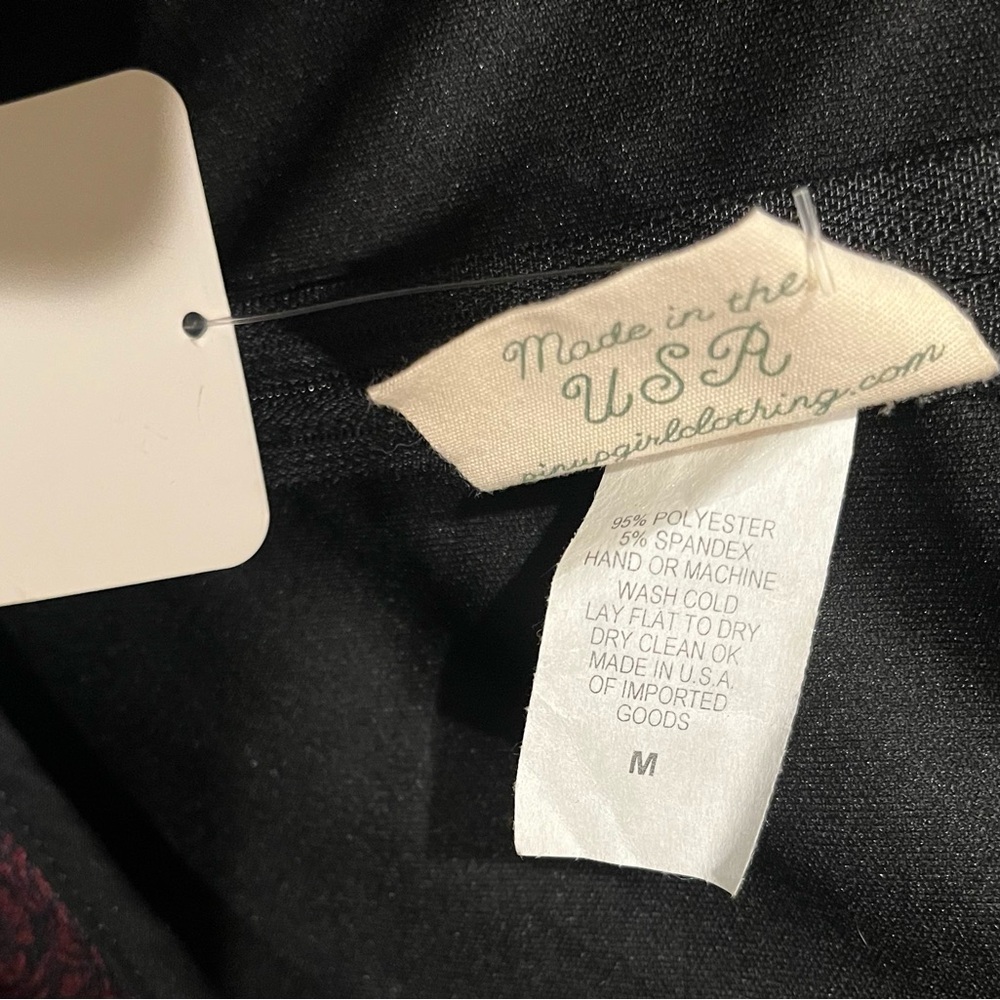 Made in the
USA
pinupgirlclothing.com
95% POLYESTER
5% SPANDEX
HAND OR MACHINE
WASH COLD
LAY FLAT TO DRY
DRY CLEAN OK
MADE IN U.S.A.
OF IMPORTED
GOODS
M